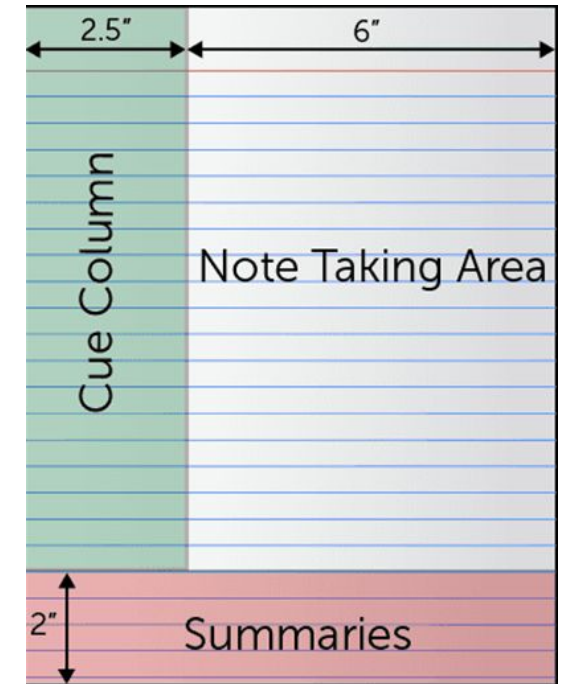 2.5″
6″
Cue Column
Note Taking Area
2″
Summaries